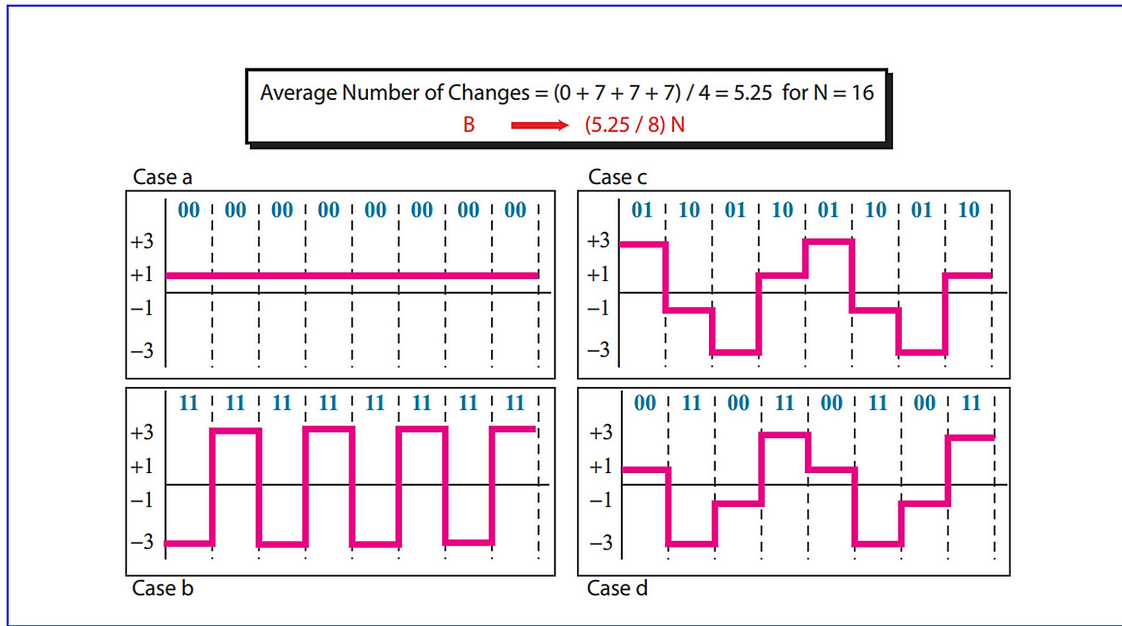 Average Number of Changes = (0 + 7 + 7 + 7) / 4 = 5.25 for N = 16
B (5.25 / 8) N
Case a
00 00 00 00 00 00 00 00
+3
+1
−1
−3
Case c
01 10 01 10 01 10 01 10
+3
+1
−1
−3
11 11 11 11 11 11 11 11
+3
+1
−1
−3
Case b
00 11 00 11 00 11 00 11
+3
+1
−1
−3
Case d